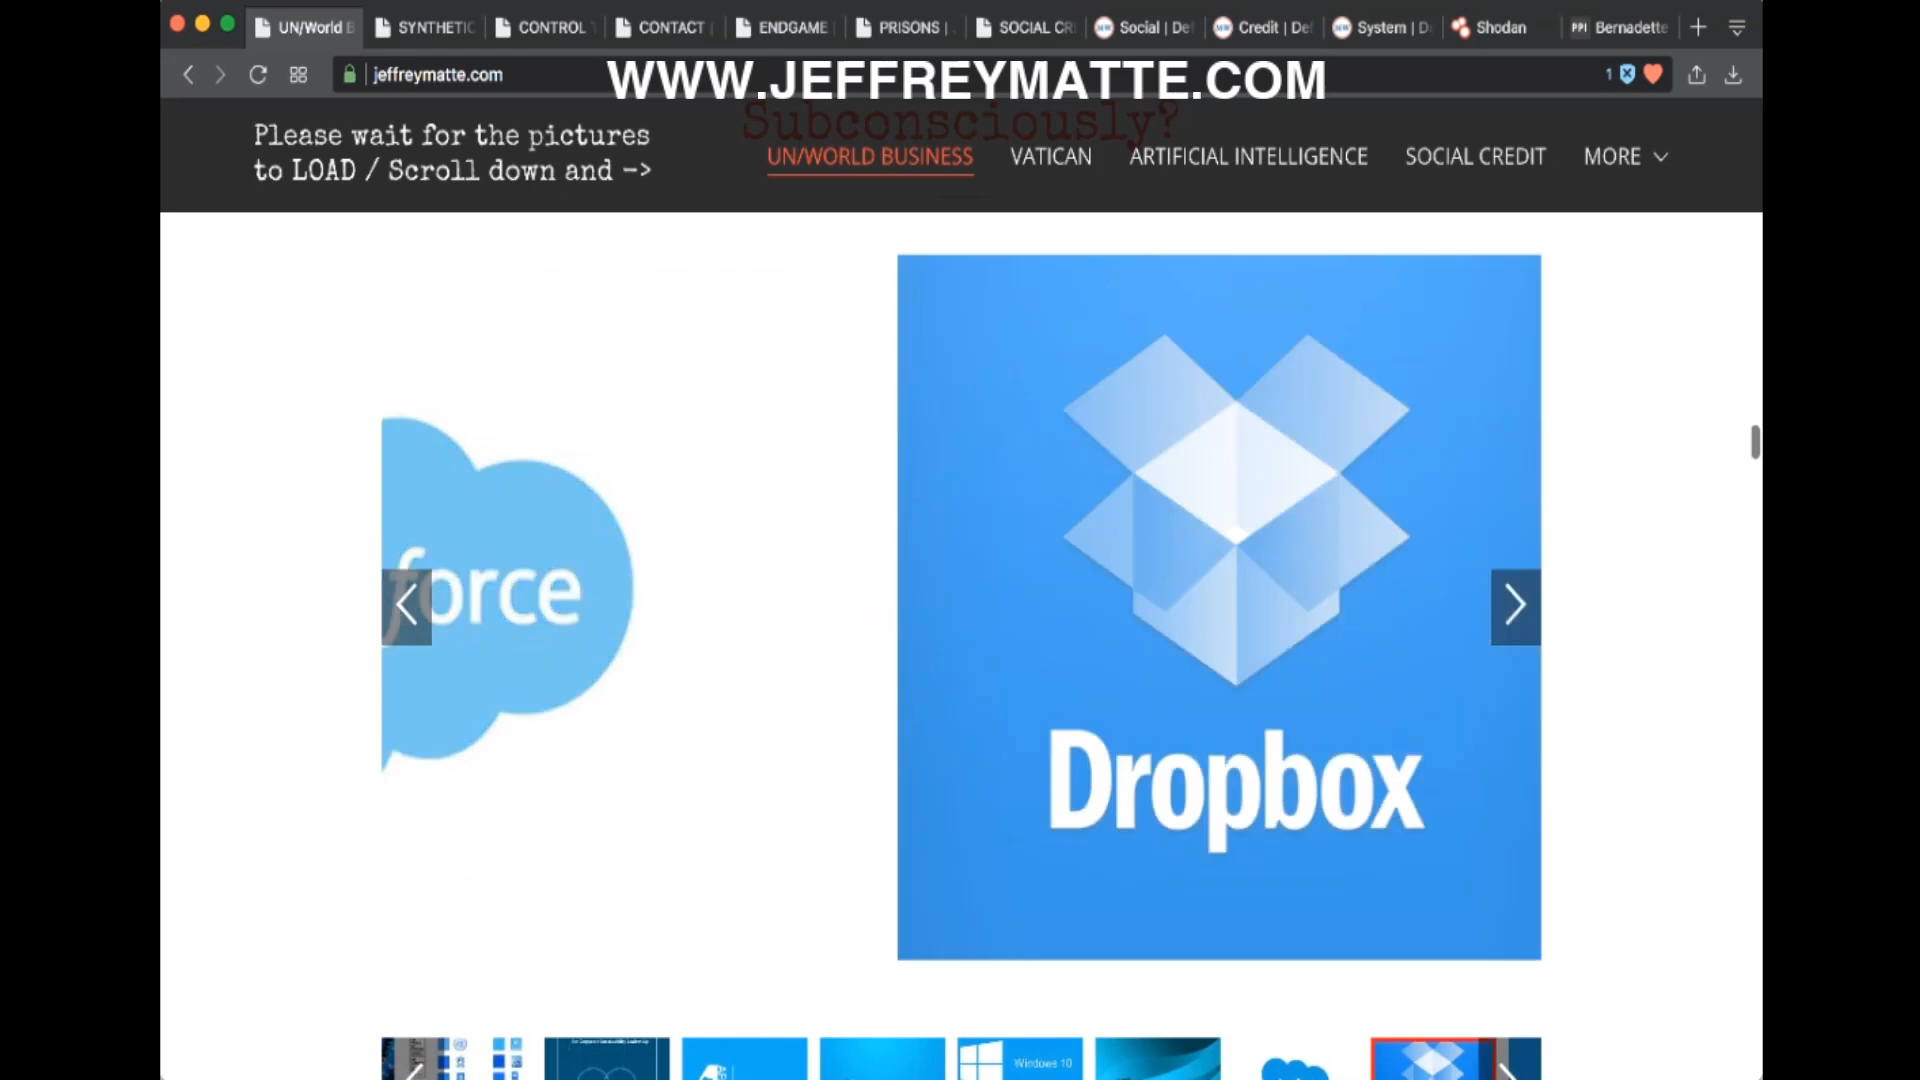 UN/World B
SYNTHETIC
CONTROL
CONTACT
ENDGAME
PRISONS |
SOCIAL CR
Social | De
Credit | De
System | D
Shodan
PPI
Bernadette
jeffreymatte.com
WWW.JEFFREYMATTE.COM
1
Subconsciously?
Please wait for the pictures
to LOAD / Scroll down and ->
UN/WORLD BUSINESS
VATICAN
ARTIFICIAL INTELLIGENCE
SOCIAL CREDIT
MORE
force
Dropbox
Windows 10